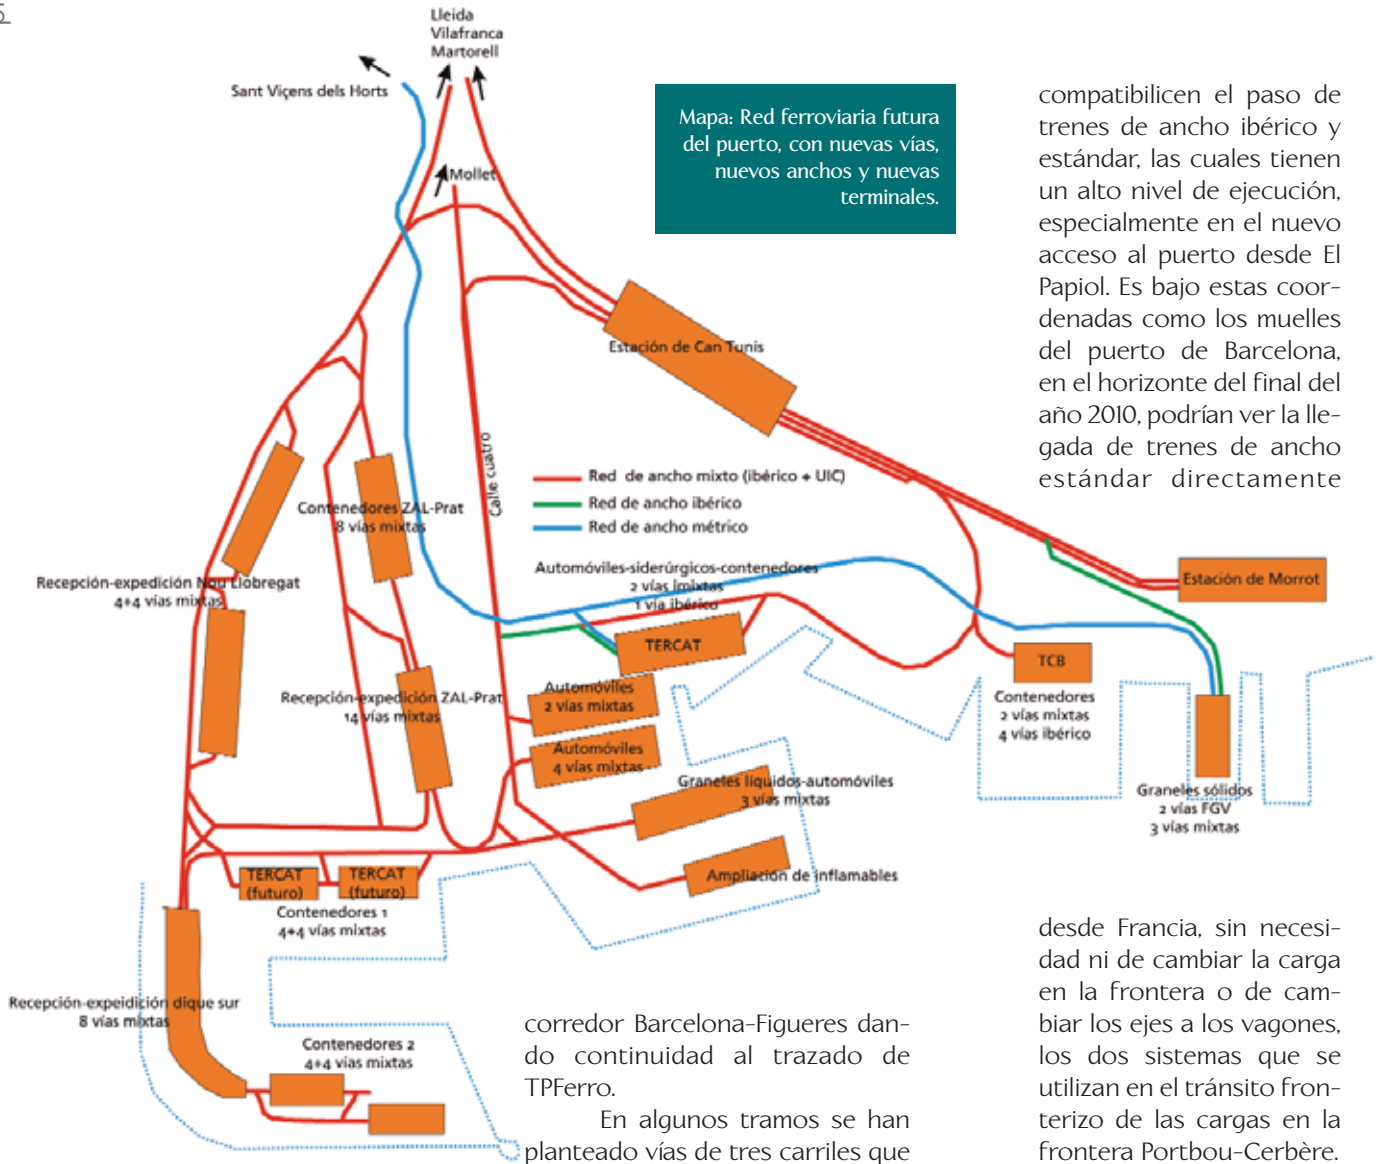 5
Lleida
Vilafranca
Martorell
Sant Viçens dels Horts
Mollet
Mapa: Red ferroviaria futura
del puerto, con nuevas vías,
nuevos anchos y nuevas
terminales.
Estación de Can Tunis
Calle cuatro
Red de ancho mixto (ibérico + UIC)
Red de ancho ibérico
Red de ancho métrico
Contenedores ZAL-Prat
8 vías mixtas
Recepción-expedición Nou Llobregat
4+4 vías mixtas
Automóviles-siderúrgicos-contenedores
2 vías imixtas
1 vía ibérico
TERCAT
Estación de Morrot
TCB
Contenedores
2 vías mixtas
4 vías ibérico
Recepción-expedición ZAL-Prat
14 vías mixtas
Automóviles
2 vías mixtas
Automóviles
4 vías mixtas
Graneles líquidos-automóviles
3 vías mixtas
Graneles sólidos
2 vías FGV
3 vías mixtas
Ampliación de inflamables
TERCAT
(futuro)
TERCAT
(futuro)
Contenedores 1
4+4 vías mixtas
Recepción-expeidición dique sur
8 vías mixtas
Contenedores 2
4+4 vías mixtas
corredor Barcelona-Figueres dan-
do continuidad al trazado de
TPFerro.
En algunos tramos se han
planteado vías de tres carriles que
compatibilicen el paso de
trenes de ancho ibérico y
estándar, las cuales tienen
un alto nivel de ejecución,
especialmente en el nuevo
acceso al puerto desde El
Papiol. Es bajo estas coor-
denadas como los muelles
del puerto de Barcelona,
en el horizonte del final del
año 2010, podrían ver la lle-
gada de trenes de ancho
estándar directamente
desde Francia, sin necesi-
dad ni de cambiar la carga
en la frontera o de cam-
biar los ejes a los vagones,
los dos sistemas que se
utilizan en el tránsito fron-
terizo de las cargas en la
frontera Portbou-Cerbère.